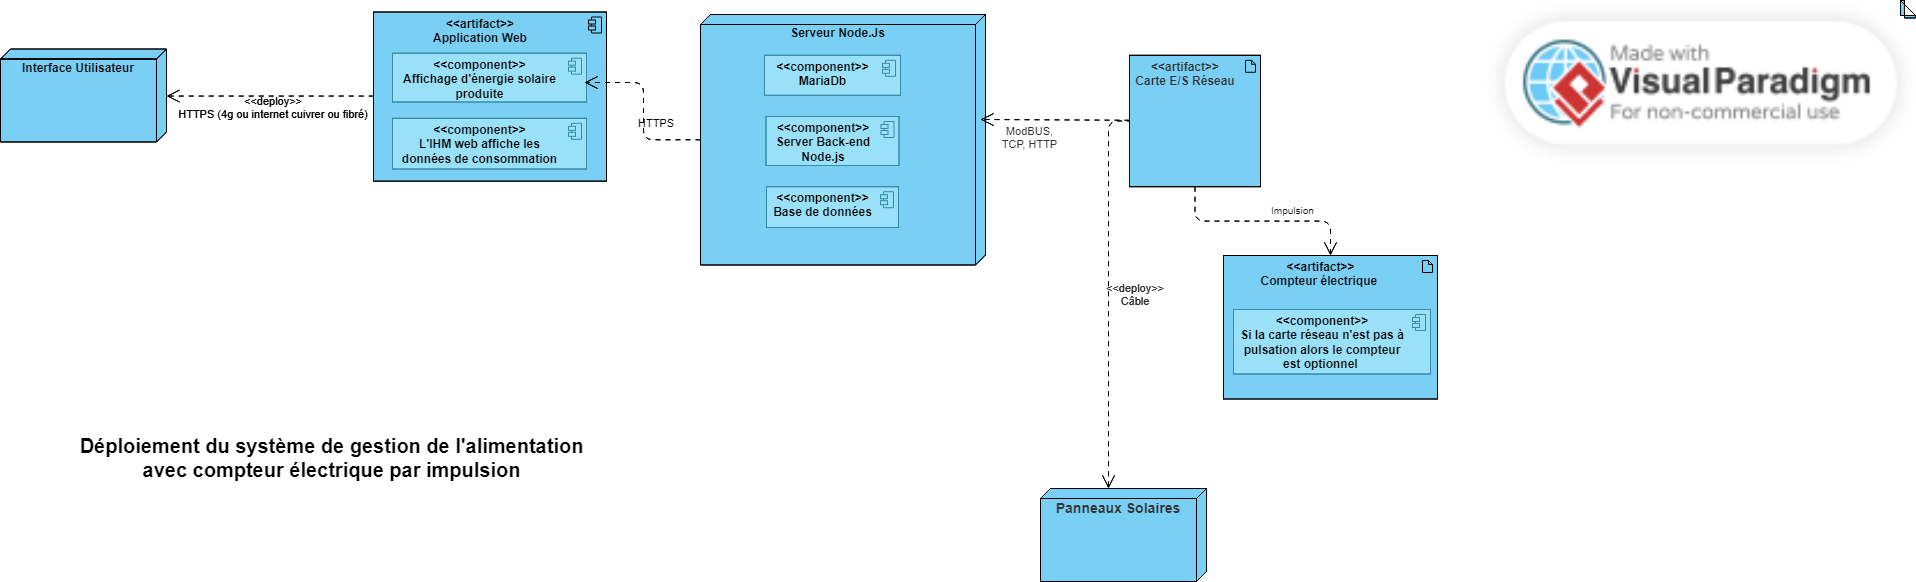 Interface Utilisateur
<<deploy>>
HTTPS (4g ou internet cuivrer ou fibré)
<<artifact>>
Application Web
<<component>>
Affichage d'énergie solaire
produite
<<component>>
L'IHM web affiche les
données de consommation
HTTPS
Serveur Node.Js
<<component>>
MariaDb
<<component>>
Server Back-end
Node.js
<<component>>
Base de données
ModBUS,
TCP, HTTP
<<artifact>>
Carte E/S Réseau
Impulsion
<<artifact>>
Compteur électrique
<<component>>
Si la carte réseau n'est pas à
pulsation alors le compteur
est optionnel
<<deploy>>
Câble
Panneaux Solaires
Déploiement du système de gestion de l'alimentation
avec compteur électrique par impulsion
Made with
Visual Paradigm
For non-commercial use